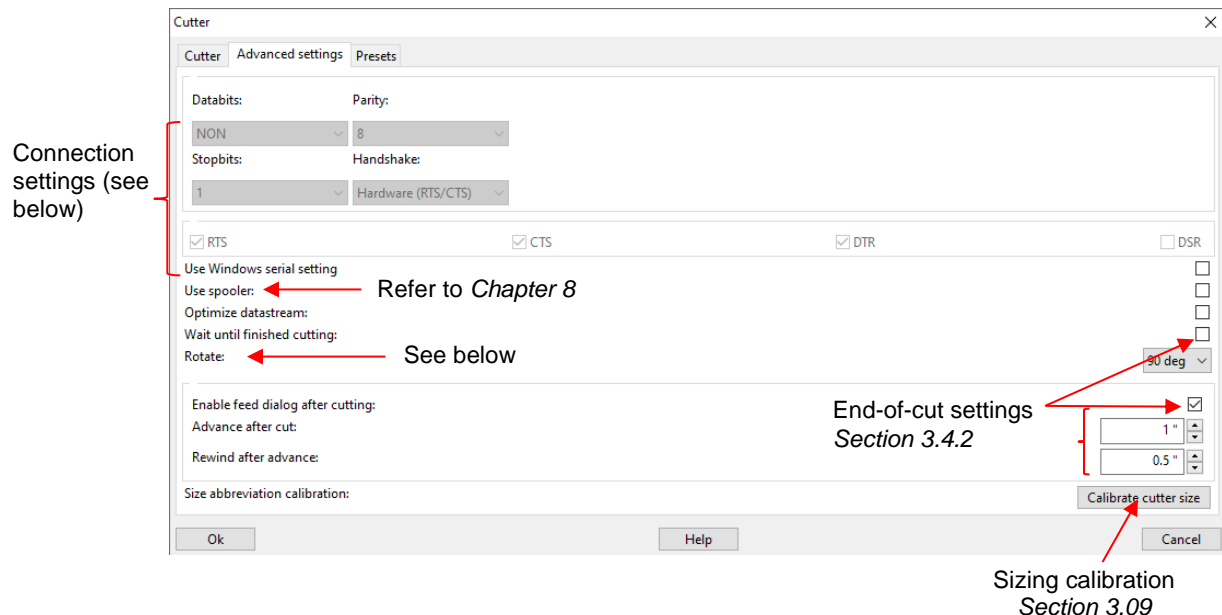 Cutter
Cutter Advanced settings Presets
Databits: Parity:
NON 8
Stopbits: Handshake:
1 Hardware (RTS/CTS)
Connection
settings (see
below)
RTS CTS DTR DSR
Use Windows serial setting
Use spooler: Refer to Chapter 8
Optimize datastream:
Wait until finished cutting:
Rotate: See below 90 deg
Enable feed dialog after cutting:
Advance after cut: 1 "
Rewind after advance: 0.5 "
End-of-cut settings
Section 3.4.2
Size abbreviation calibration: Calibrate cutter size
Ok Help Cancel
Sizing calibration
Section 3.09